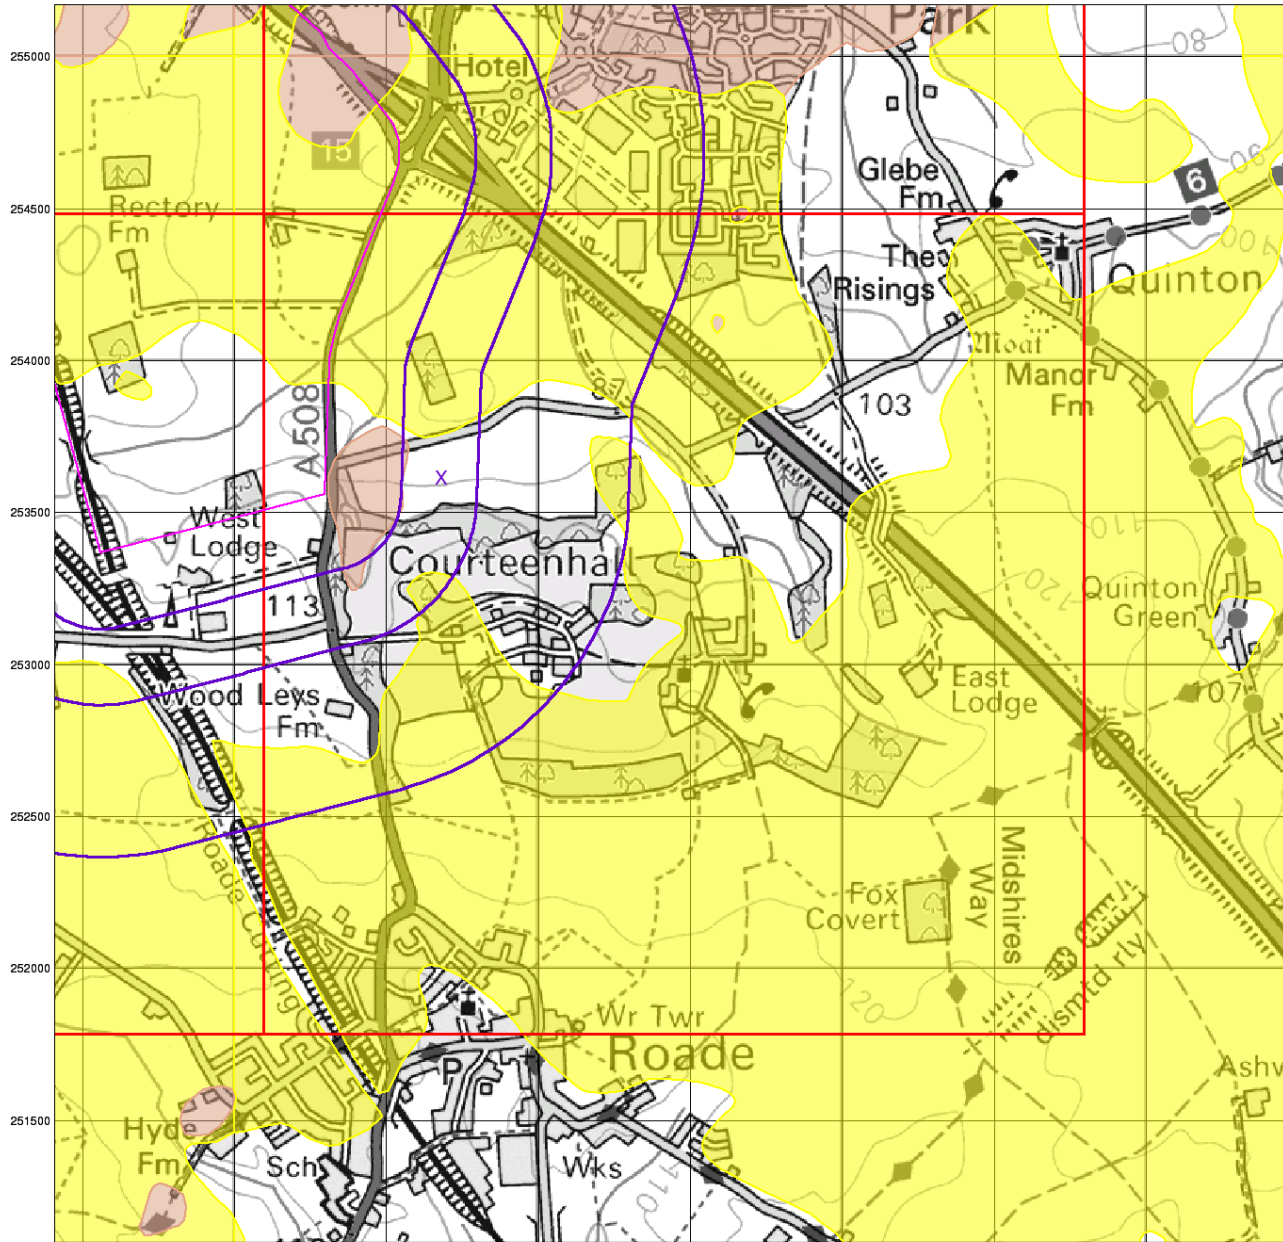 Park
80
255000
Hotel
15
90
Glebe
Fm
6
254500
Rectory
Fm
100
The
Risings
Quinton
254000
Moat
Manor
Fm
87
103
A508
X
110
253500
West
Lodge
Courteenhall
120
Quinton
Green
113
253000
Wood Leys
Fm
East
Lodge
107
252500
Roade Cutting
Midshires
Way
Fox
Covert
252000
120
dismtd rly
Wr Twr
Roade
P
Ashw
251500
Hyde
Fm
Sch
Wks
110